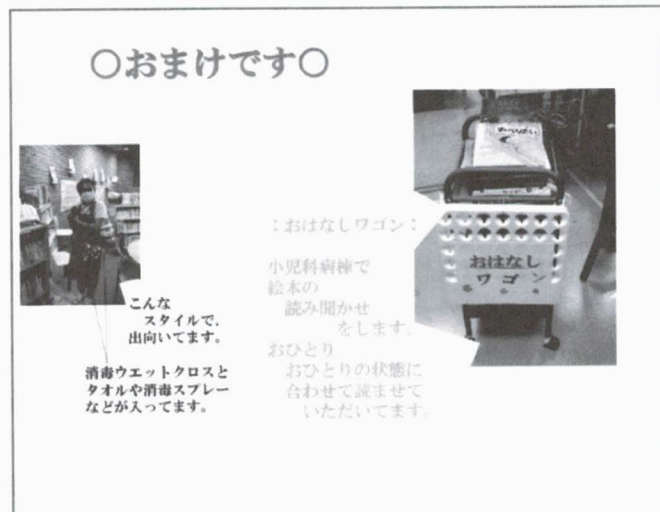 ○おまけです○
こんな
スタイルで、
出向いてます。
消毒ウエットクロスと
タオルや消毒スプレー
などが入ってます。
:おはなしワゴン:
小児科病棟で
絵本の
読み聞かせ
をします。
おひとり
おひとりの状態に
合わせて読ませて
いただいてます。
おはなし
ワゴン